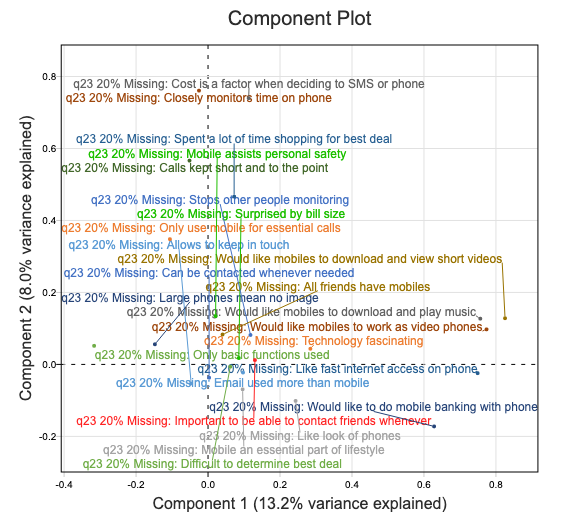 Component Plot
q23 20% Missing: Cost is a factor when deciding to SMS or phone
q23 20% Missing: Closely monitors time on phone
q23 20% Missing: Spent a lot of time shopping for best deal
q23 20% Missing: Mobile assists personal safety
q23 20% Missing: Calls kept short and to the point
q23 20% Missing: Stops other people monitoring
q23 20% Missing: Surprised by bill size
q23 20% Missing: Only use mobile for essential calls
q23 20% Missing: Allows to keep in touch
q23 20% Missing: Would like mobiles to download and view short videos
q23 20% Missing: Can be contacted whenever needed
q23 20% Missing: All friends have mobiles
q23 20% Missing: Large phones mean no image
q23 20% Missing: Would like mobiles to download and play music
q23 20% Missing: Would like mobiles to work as video phones
q23 20% Missing: Technology fascinating
q23 20% Missing: Only basic functions used
q23 20% Missing: Like fast internet access on phone
q23 20% Missing: Email used more than mobile
q23 20% Missing: Would like to do mobile banking with phone
q23 20% Missing: Important to be able to contact friends whenever
q23 20% Missing: Like look of phones
q23 20% Missing: Mobile an essential part of lifestyle
q23 20% Missing: Difficult to determine best deal
0.8
0.6
0.4
0.2
0.0
-0.2
-0.4
-0.2
0.0
0.2
0.4
0.6
0.8
Component 2 (8.0% variance explained)
Component 1 (13.2% variance explained)